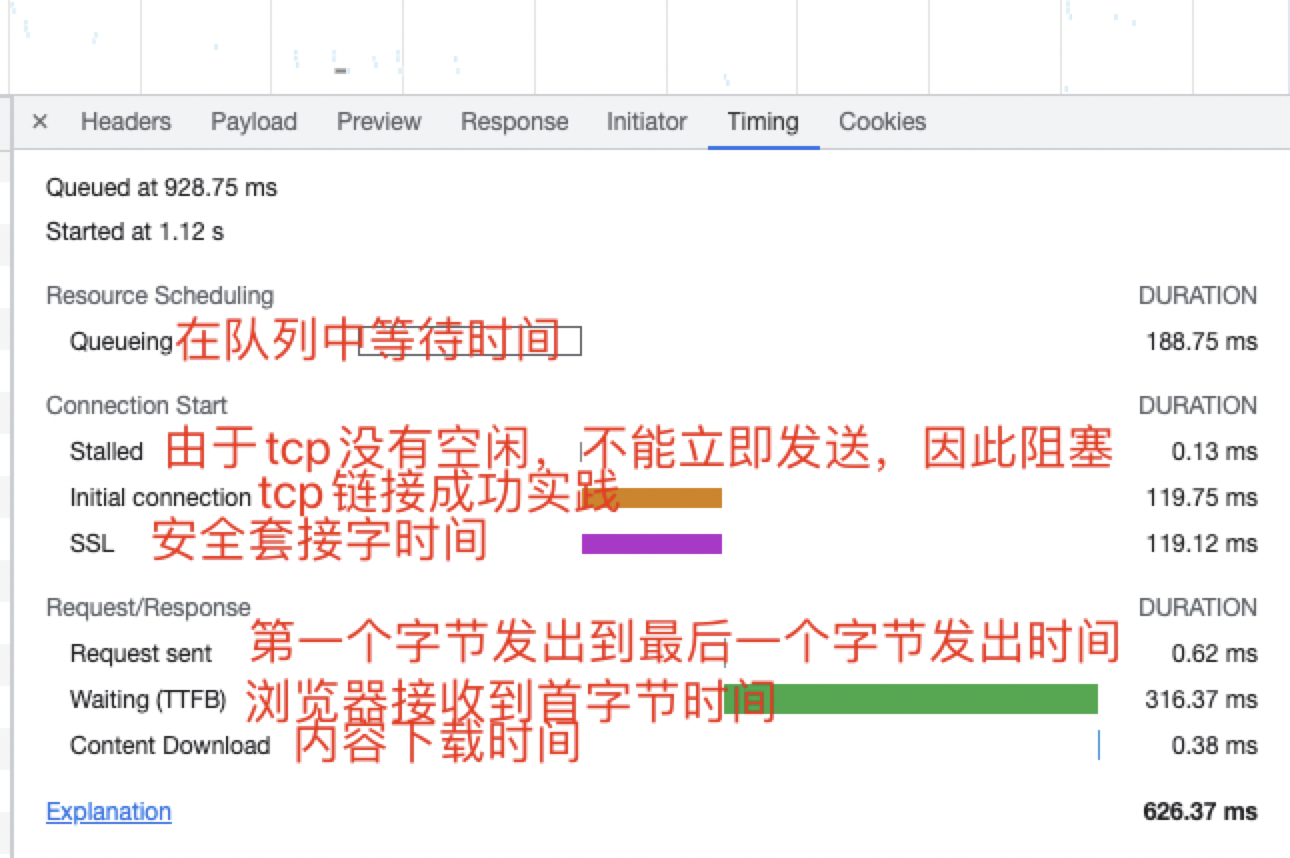 × Headers Payload Preview Response Initiator Timing Cookies
Queued at 928.75 ms
Started at 1.12 s
Resource Scheduling DURATION
Queueing 在队列中等待时间 188.75 ms
Connection Start DURATION
Stalled 由于tcp没有空闲，不能立即发送，因此阻塞 0.13 ms
Initial connection tcp链接成功实践 119.75 ms
SSL 安全套接字时间 119.12 ms
Request/Response DURATION
Request sent 第一个字节发出到最后一个字节发出时间 0.62 ms
Waiting (TTFB) 浏览器接收到首字节时间 316.37 ms
Content Download 内容下载时间 0.38 ms
Explanation 626.37 ms